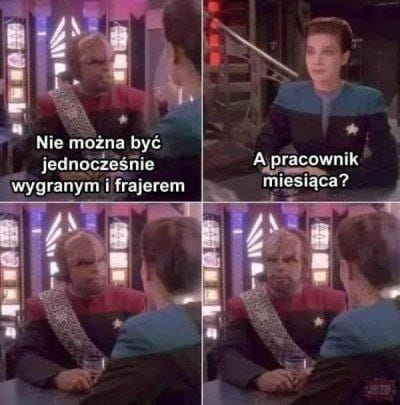 Nie można być
jednocześnie
wygranym i frajerem
A pracownik
miesiąca?